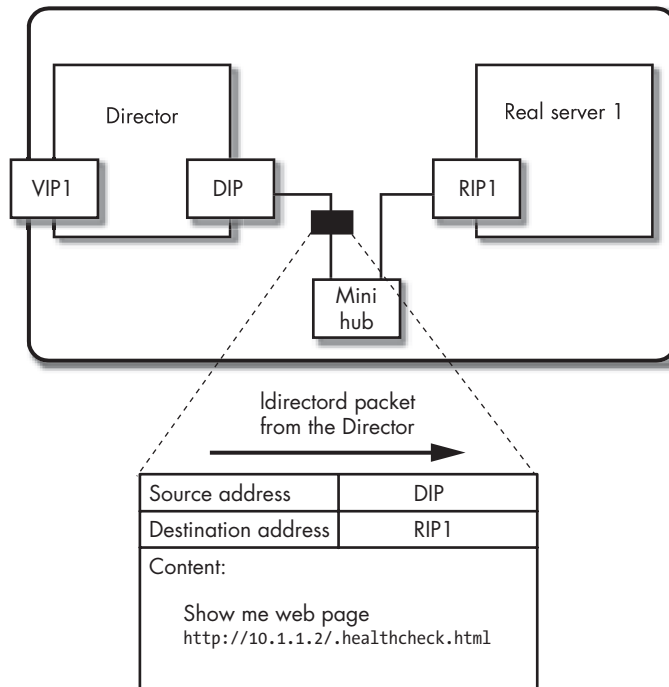 Director
Real server 1
VIP1
DIP
RIP1
Mini
hub
ldirectord packet
from the Director
Source address DIP
Destination address RIP1
Content:
Show me web page
http://10.1.1.2/.healthcheck.html